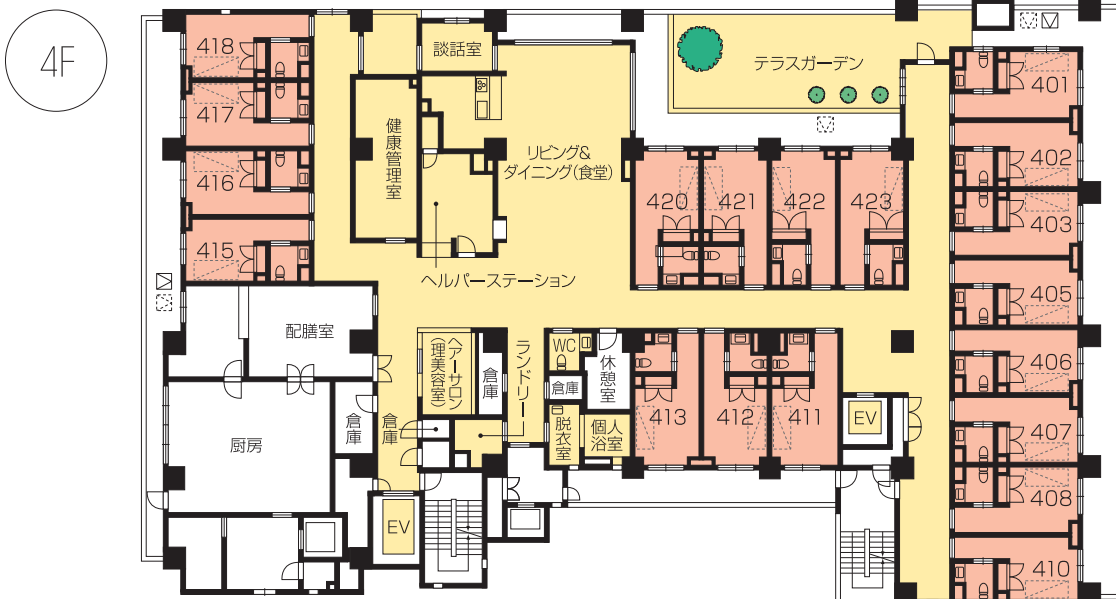 4F
418
417
416
415
談話室
健康管理室
リビング&
ダイニング(食堂)
テラスガーデン
ヘルパーステーション
420
421
422
423
401
402
403
405
406
407
408
410
配膳室
厨房
倉庫
倉庫
ヘアーサロン
(理美容室)
倉庫
ランドリー
WC
倉庫
休憩室
脱衣室
個人
浴室
413
412
411
EV
EV